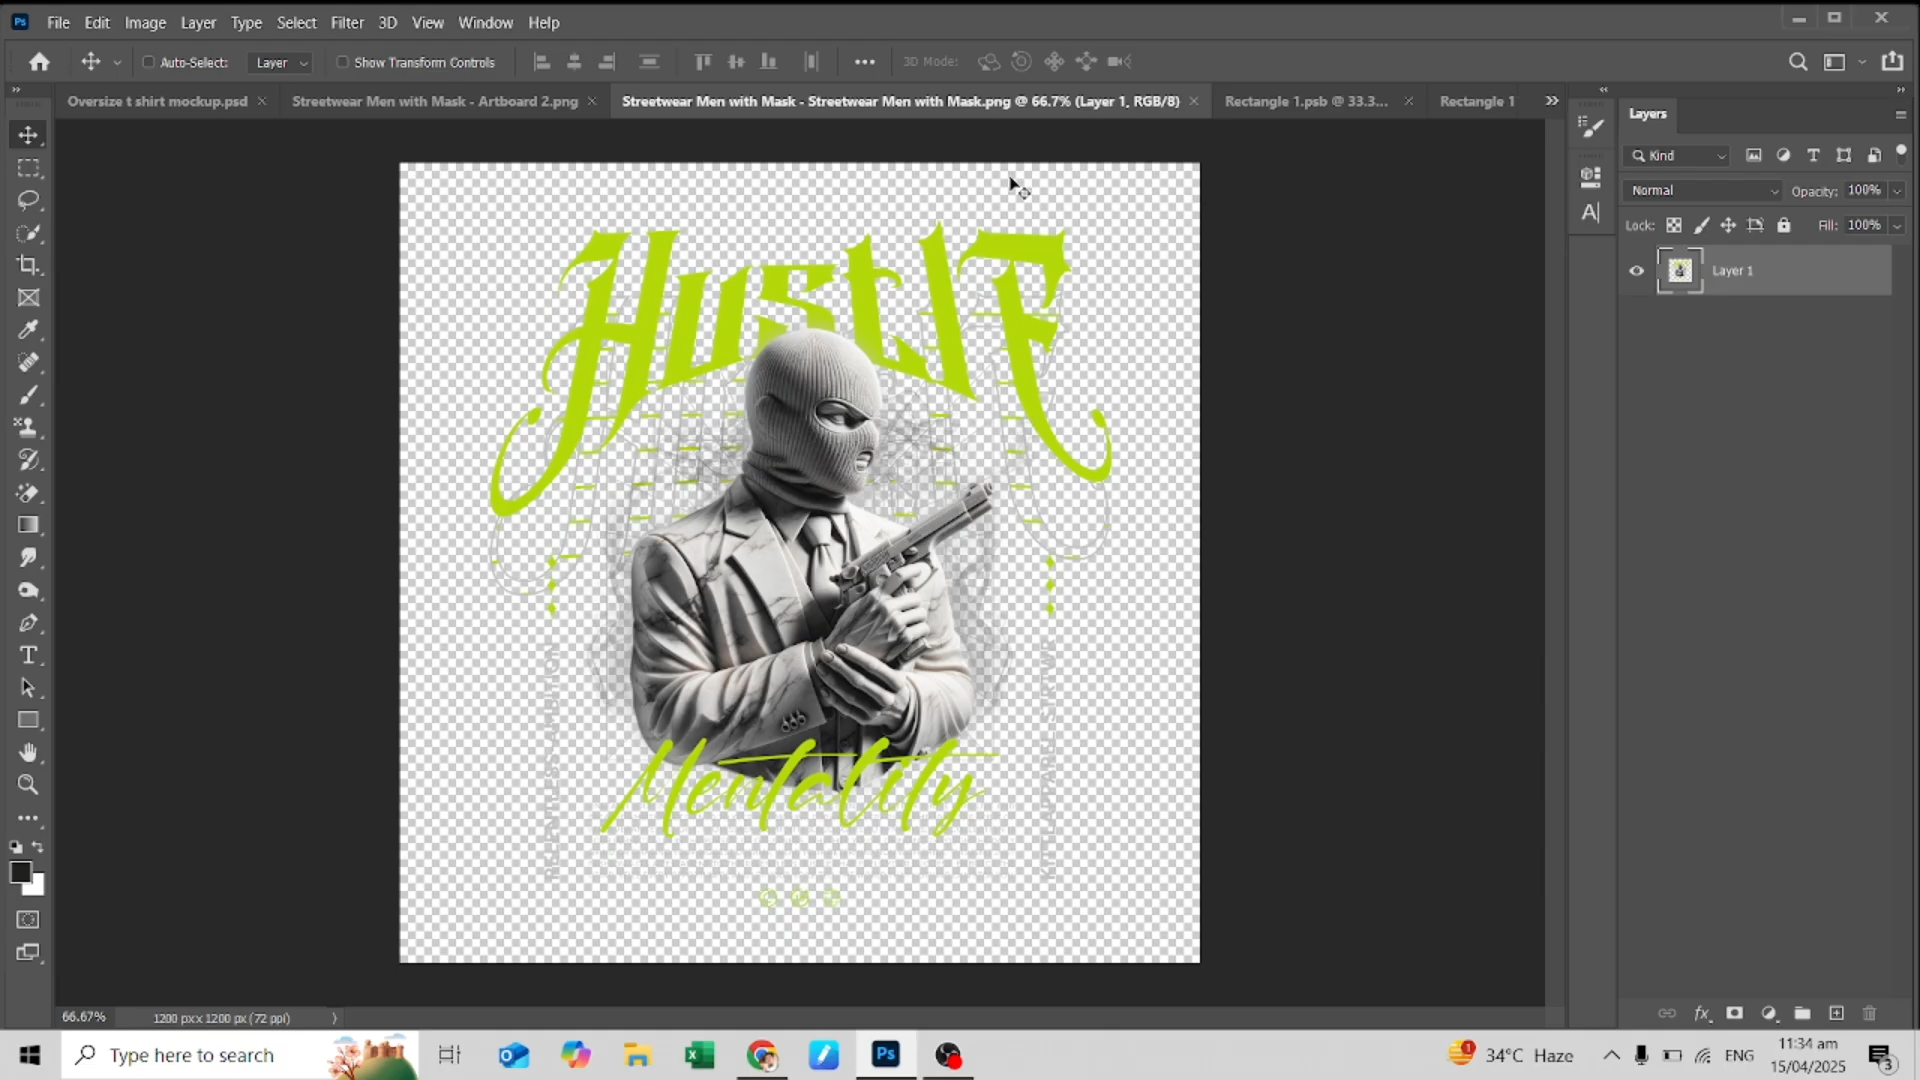 Ps File Edit Image Layer Type Select Filter 3D View Window Help
Auto-Select: Layer Show Transform Controls 3D Mode:
Oversize t shirt mockup.psd Streetwear Men with Mask - Artboard 2.png Streetwear Men with Mask - Streetwear Men with Mask.png @ 66.7% (Layer 1, RGB/8) Rectangle 1.psb @ 33.3... Rectangle 1
Layers
Kind
Normal Opacity: 100%
Lock: Fill: 100%
Layer 1
HustlE
Mentality
RELENTLESS AMBITION
66.67% 1200 px x 1200 px (72 ppi)
Type here to search
Ps
34°C Haze
ENG
11:34 am
15/04/2025
3